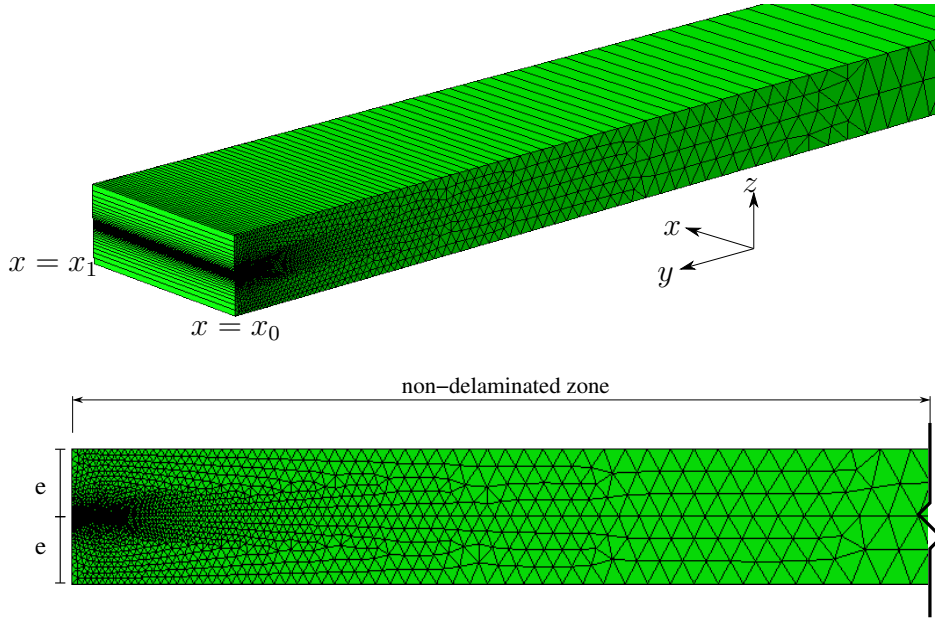 z
x
y
x = x₁
x = x₀
non−delaminated zone
e
e